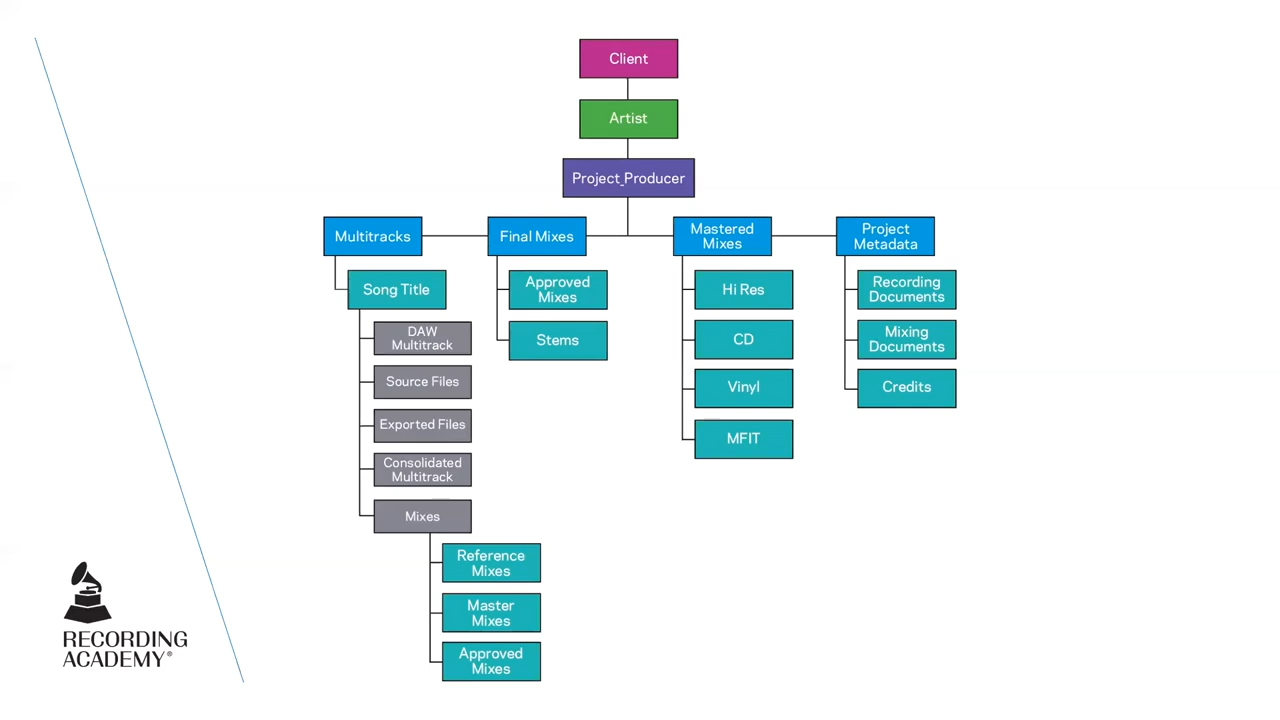 Client
Artist
Project_Producer
Multitracks
Final Mixes
Mastered
Mixes
Project
Metadata
Song Title
DAW
Multitrack
Source Files
Exported Files
Consolidated
Multitrack
Mixes
Reference
Mixes
Master
Mixes
Approved
Mixes
Approved
Mixes
Stems
Hi Res
CD
Vinyl
MFIT
Recording
Documents
Mixing
Documents
Credits
RECORDING
ACADEMY®